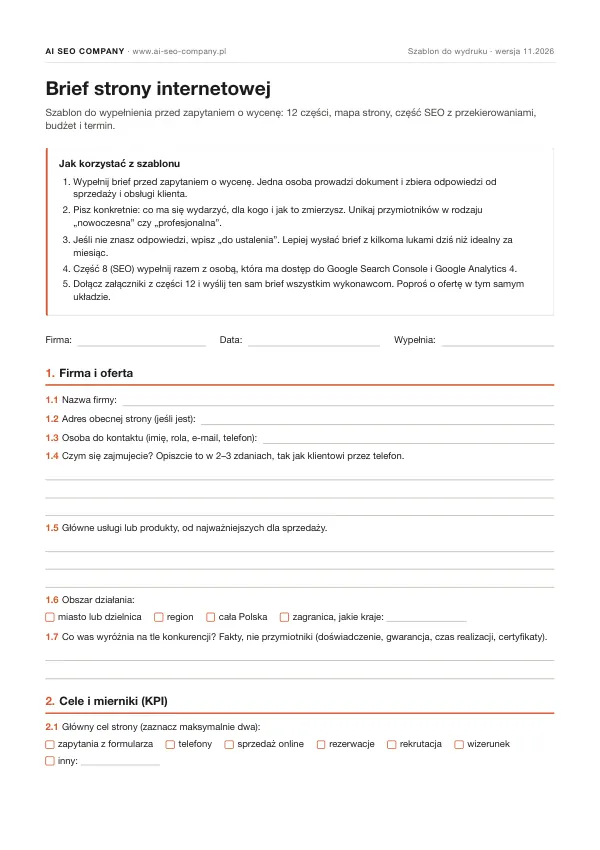 AI SEO COMPANY · www.ai-seo-company.pl Szablon do wydruku · wersja 11.2026
Brief strony internetowej
Szablon do wypełnienia przed zapytaniem o wycenę: 12 części, mapa strony, część SEO z przekierowaniami,
budżet i termin.
Jak korzystać z szablonu
1. Wypełnij brief przed zapytaniem o wycenę. Jedna osoba prowadzi dokument i zbiera odpowiedzi od
sprzedaży i obsługi klienta.
2. Pisz konkretnie: co ma się wydarzyć, dla kogo i jak to zmierzysz. Unikaj przymiotników w rodzaju
„nowoczesna” czy „profesjonalna”.
3. Jeśli nie znasz odpowiedzi, wpisz „do ustalenia”. Lepiej wysłać brief z kilkoma lukami dziś niż idealny za
miesiąc.
4. Część 8 (SEO) wypełnij razem z osobą, która ma dostęp do Google Search Console i Google Analytics 4.
5. Dołącz załączniki z części 12 i wyślij ten sam brief wszystkim wykonawcom. Poproś o ofertę w tym samym
układzie.
Firma: Data: Wypełnia:
1. Firma i oferta
1.1 Nazwa firmy:
1.2 Adres obecnej strony (jeśli jest):
1.3 Osoba do kontaktu (imię, rola, e-mail, telefon):
1.4 Czym się zajmujecie? Opiszcie to w 2–3 zdaniach, tak jak klientowi przez telefon.
1.5 Główne usługi lub produkty, od najważniejszych dla sprzedaży.
1.6 Obszar działania:
miasto lub dzielnica region cała Polska zagranica, jakie kraje:
1.7 Co was wyróżnia na tle konkurencji? Fakty, nie przymiotniki (doświadczenie, gwarancja, czas realizacji, certyfikaty).
2. Cele i mierniki (KPI)
2.1 Główny cel strony (zaznacz maksymalnie dwa):
zapytania z formularza telefony sprzedaż online rezerwacje rekrutacja wizerunek
inny: